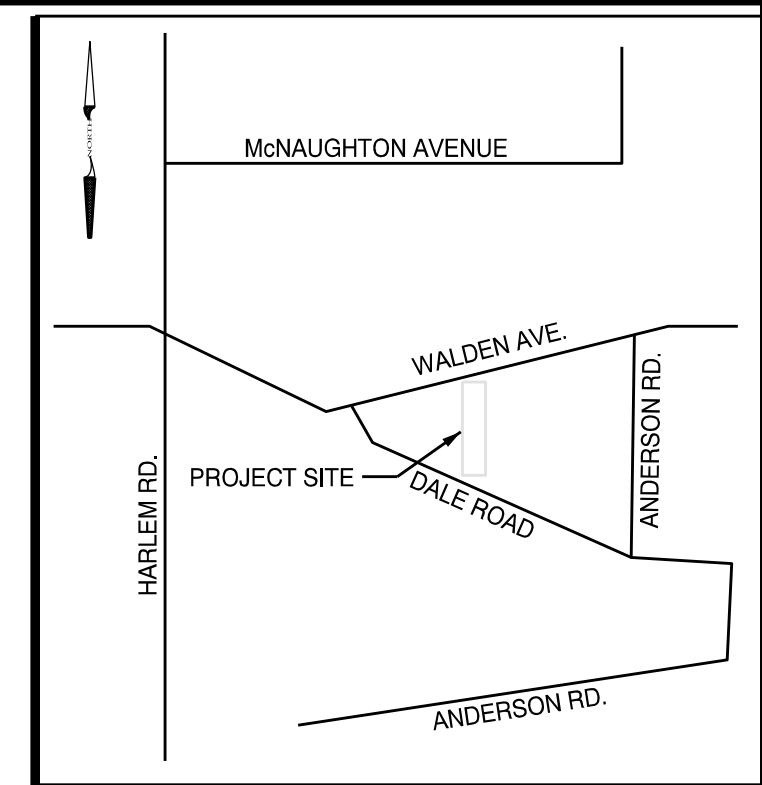 NORTH
McNAUGHTON AVENUE
WALDEN AVE.
ANDERSON RD.
PROJECT SITE
DALE ROAD
HARLEM RD.
ANDERSON RD.